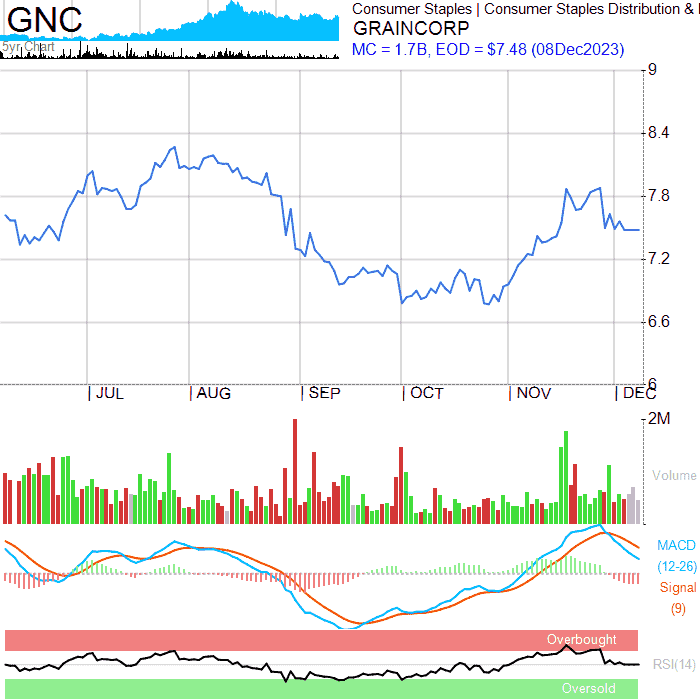 GNC
5yr Chart
Consumer Staples | Consumer Staples Distribution &
GRAINCORP
MC = 1.7B, EOD = $7.48 (08Dec2023)
9
8.4
7.8
7.2
6.6
6
JUL AUG SEP OCT NOV DEC
2M
Volume
MACD
(12-26)
Signal
(9)
Overbought
RSI(14)
Oversold